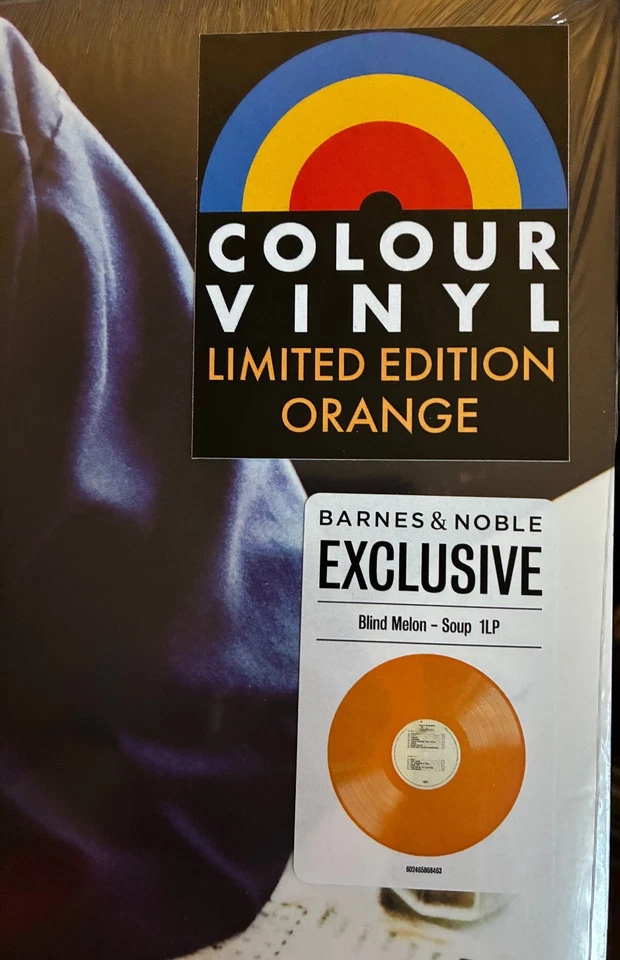 COLOUR
VINYL
LIMITED EDITION
ORANGE
BARNES & NOBLE
EXCLUSIVE
Blind Melon - Soup 1LP
602465868463